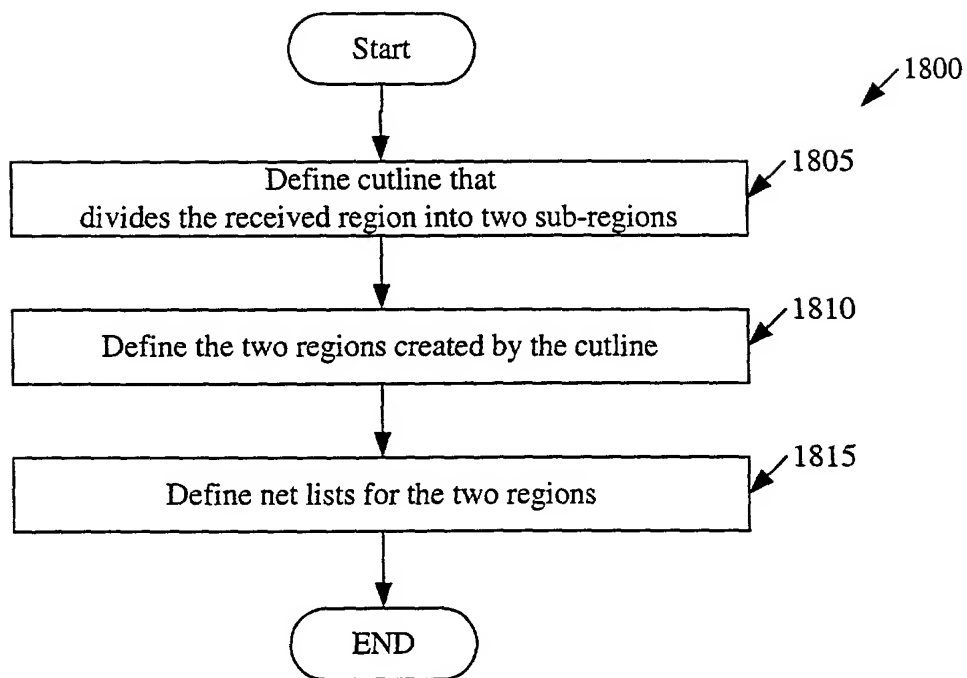 Start
1800
1805
Define cutline that
divides the received region into two sub-regions
1810
Define the two regions created by the cutline
1815
Define net lists for the two regions
END